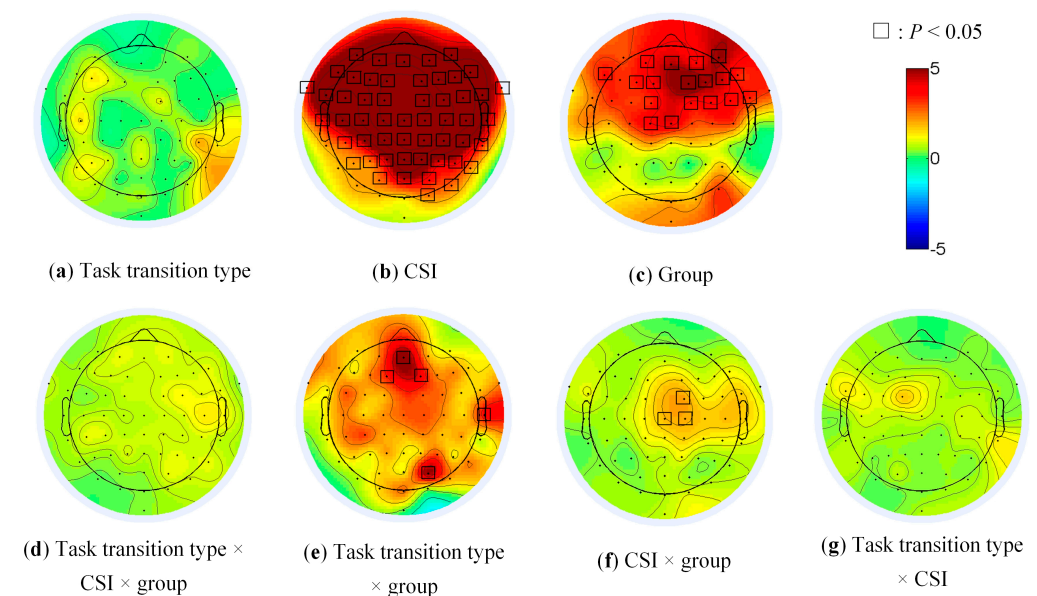 □ : P < 0.05
5
0
-5
(a) Task transition type
(b) CSI
(c) Group
(d) Task transition type ×
CSI × group
(e) Task transition type
× group
(f) CSI × group
(g) Task transition type
× CSI